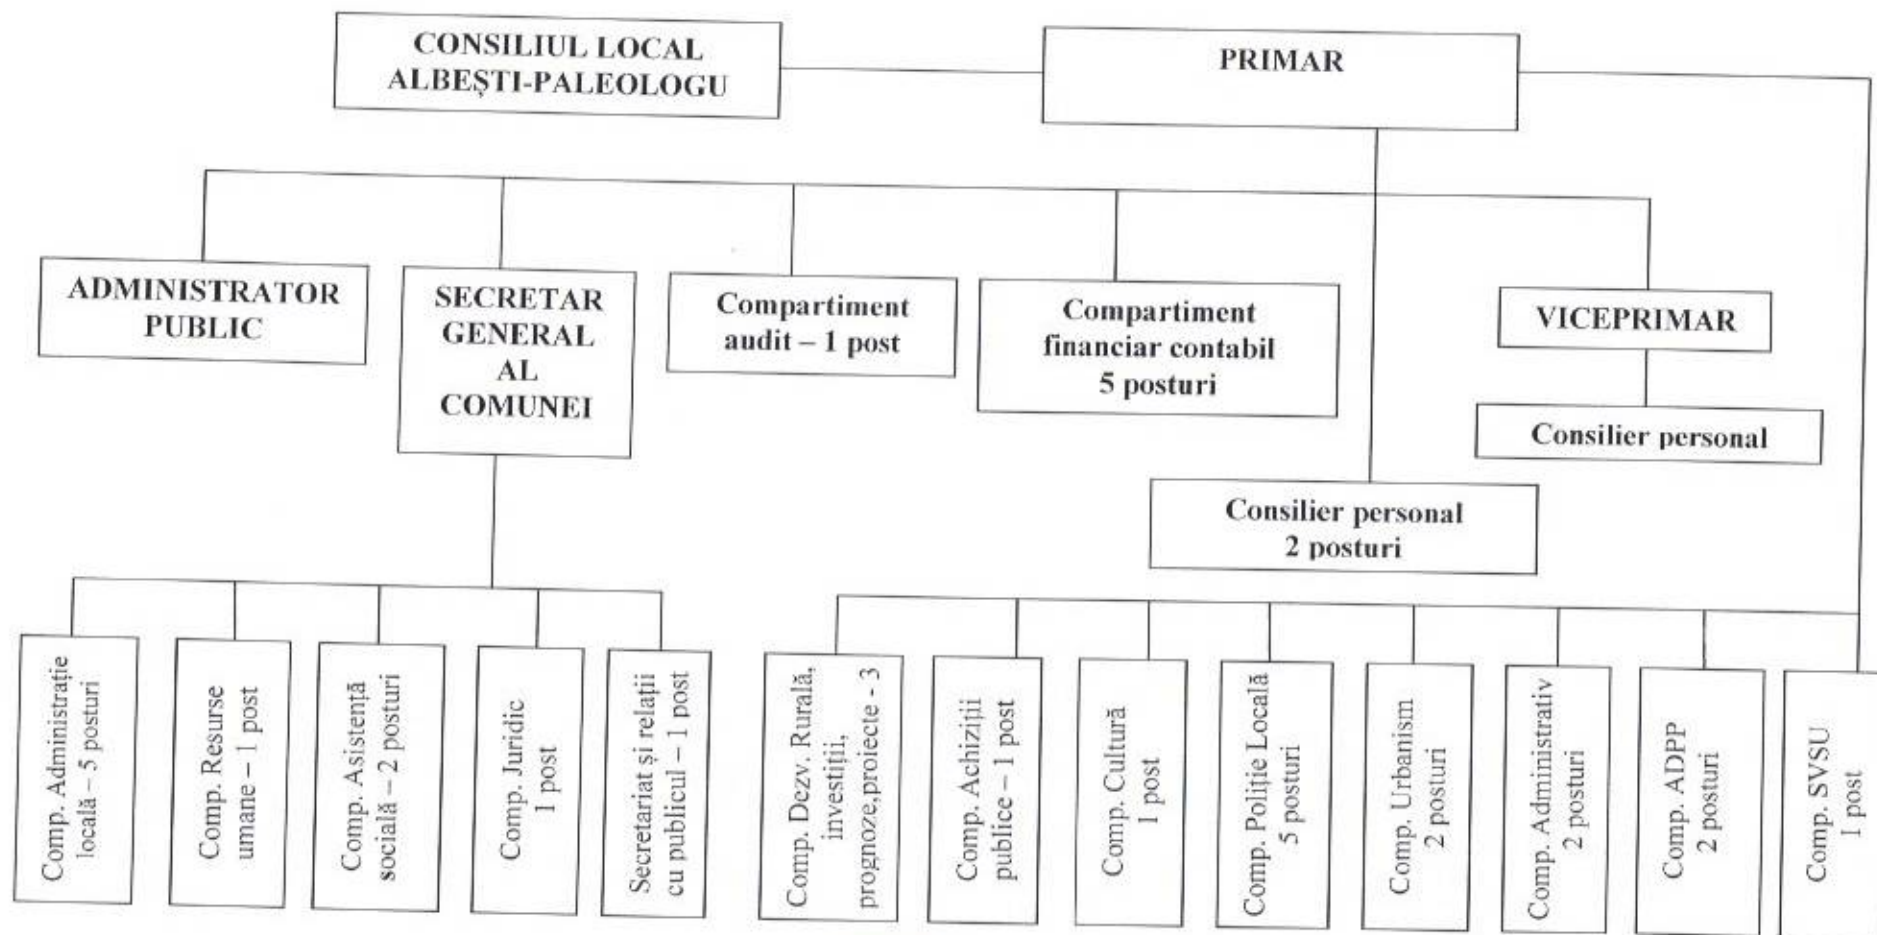 CONSILIUL LOCAL
ALBEȘTI-PALEOLOGU
PRIMAR
ADMINISTRATOR
PUBLIC
SECRETAR
GENERAL
AL
COMUNEI
Compartiment
audit – 1 post
Compartiment
financiar contabil
5 posturi
VICEPRIMAR
Consilier personal
Consilier personal
2 posturi
Comp. Administrație
locală – 5 posturi
Comp. Resurse
umane – 1 post
Comp. Asistență
socială – 2 posturi
Comp. Juridic
1 post
Secretariat și relații
cu publicul – 1 post
Comp. Dezv. Rurală,
investiții,
prognoze,proiecte - 3
Comp. Achiziții
publice – 1 post
Comp. Cultură
1 post
Comp. Poliție Locală
5 posturi
Comp. Urbanism
2 posturi
Comp. Administrativ
2 posturi
Comp. ADPP
2 posturi
Comp. SVSU
1 post